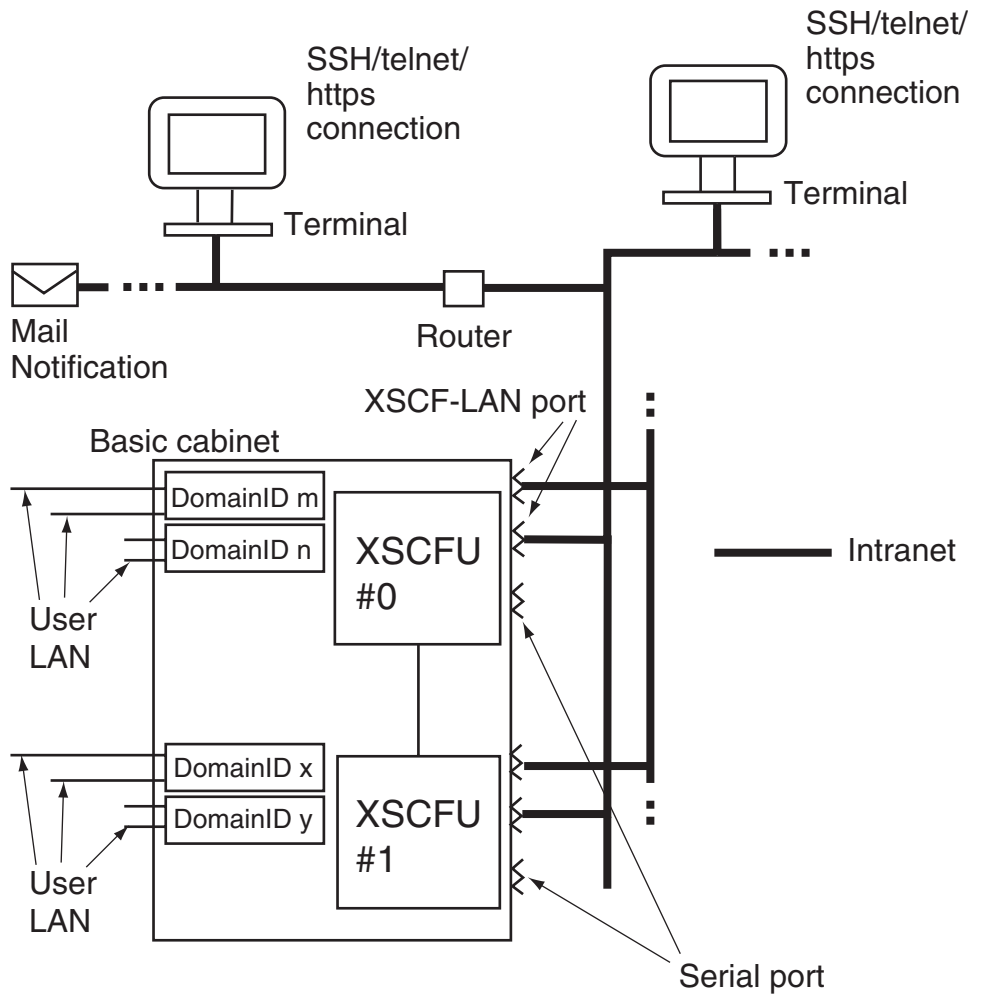 SSH/telnet/
https
connection
Terminal
SSH/telnet/
https
connection
Terminal
Mail
Notification
Router
XSCF-LAN port
Basic cabinet
DomainID m
DomainID n
XSCFU
#0
Intranet
User
LAN
DomainID x
DomainID y
XSCFU
#1
User
LAN
Serial port